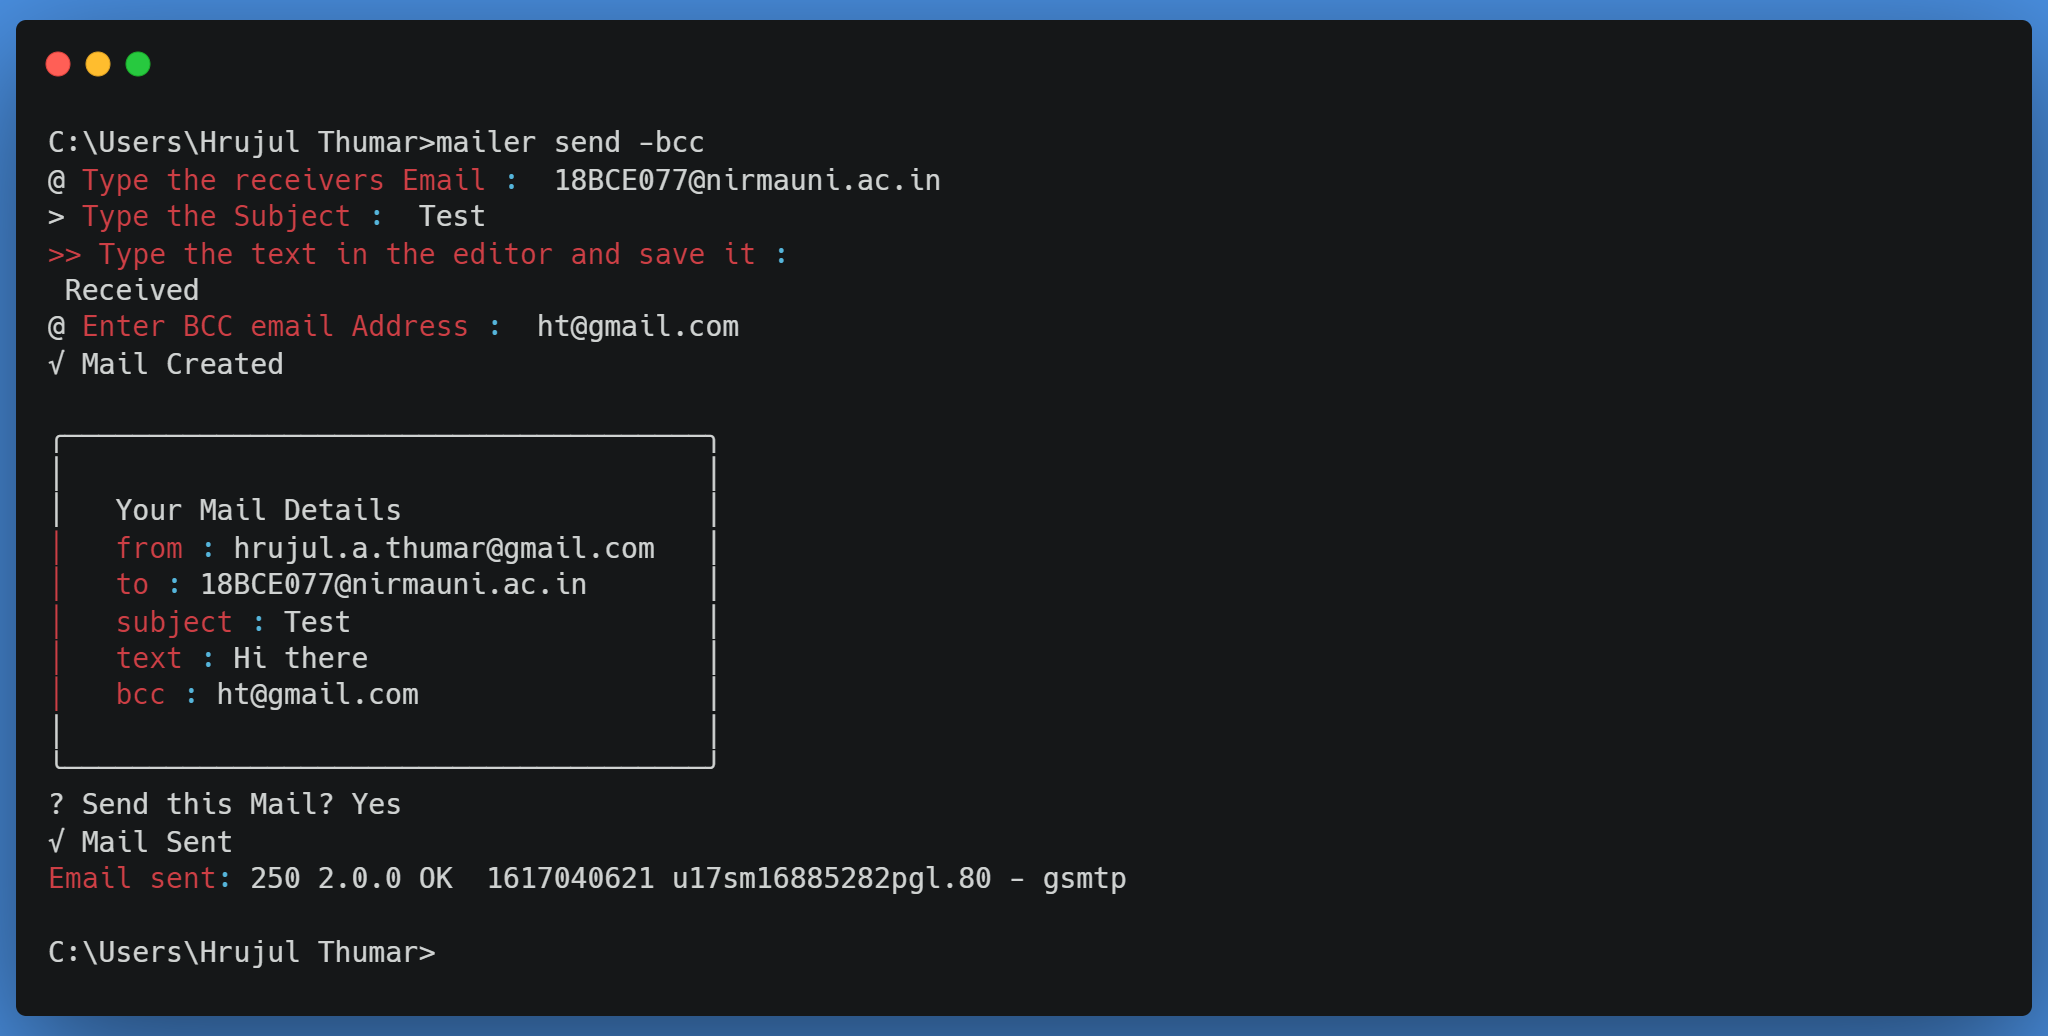 C:\Users\Hrujul Thumar>mailer send -bcc
@ Type the receivers Email :  18BCE077@nirmauni.ac.in
> Type the Subject :  Test
>> Type the text in the editor and save it :
 Received
@ Enter BCC email Address :  ht@gmail.com
√ Mail Created
Your Mail Details
from : hrujul.a.thumar@gmail.com
to : 18BCE077@nirmauni.ac.in
subject : Test
text : Hi there
bcc : ht@gmail.com
? Send this Mail? Yes
√ Mail Sent
Email sent: 250 2.0.0 OK  1617040621 u17sm16885282pgl.80 - gsmtp
C:\Users\Hrujul Thumar>